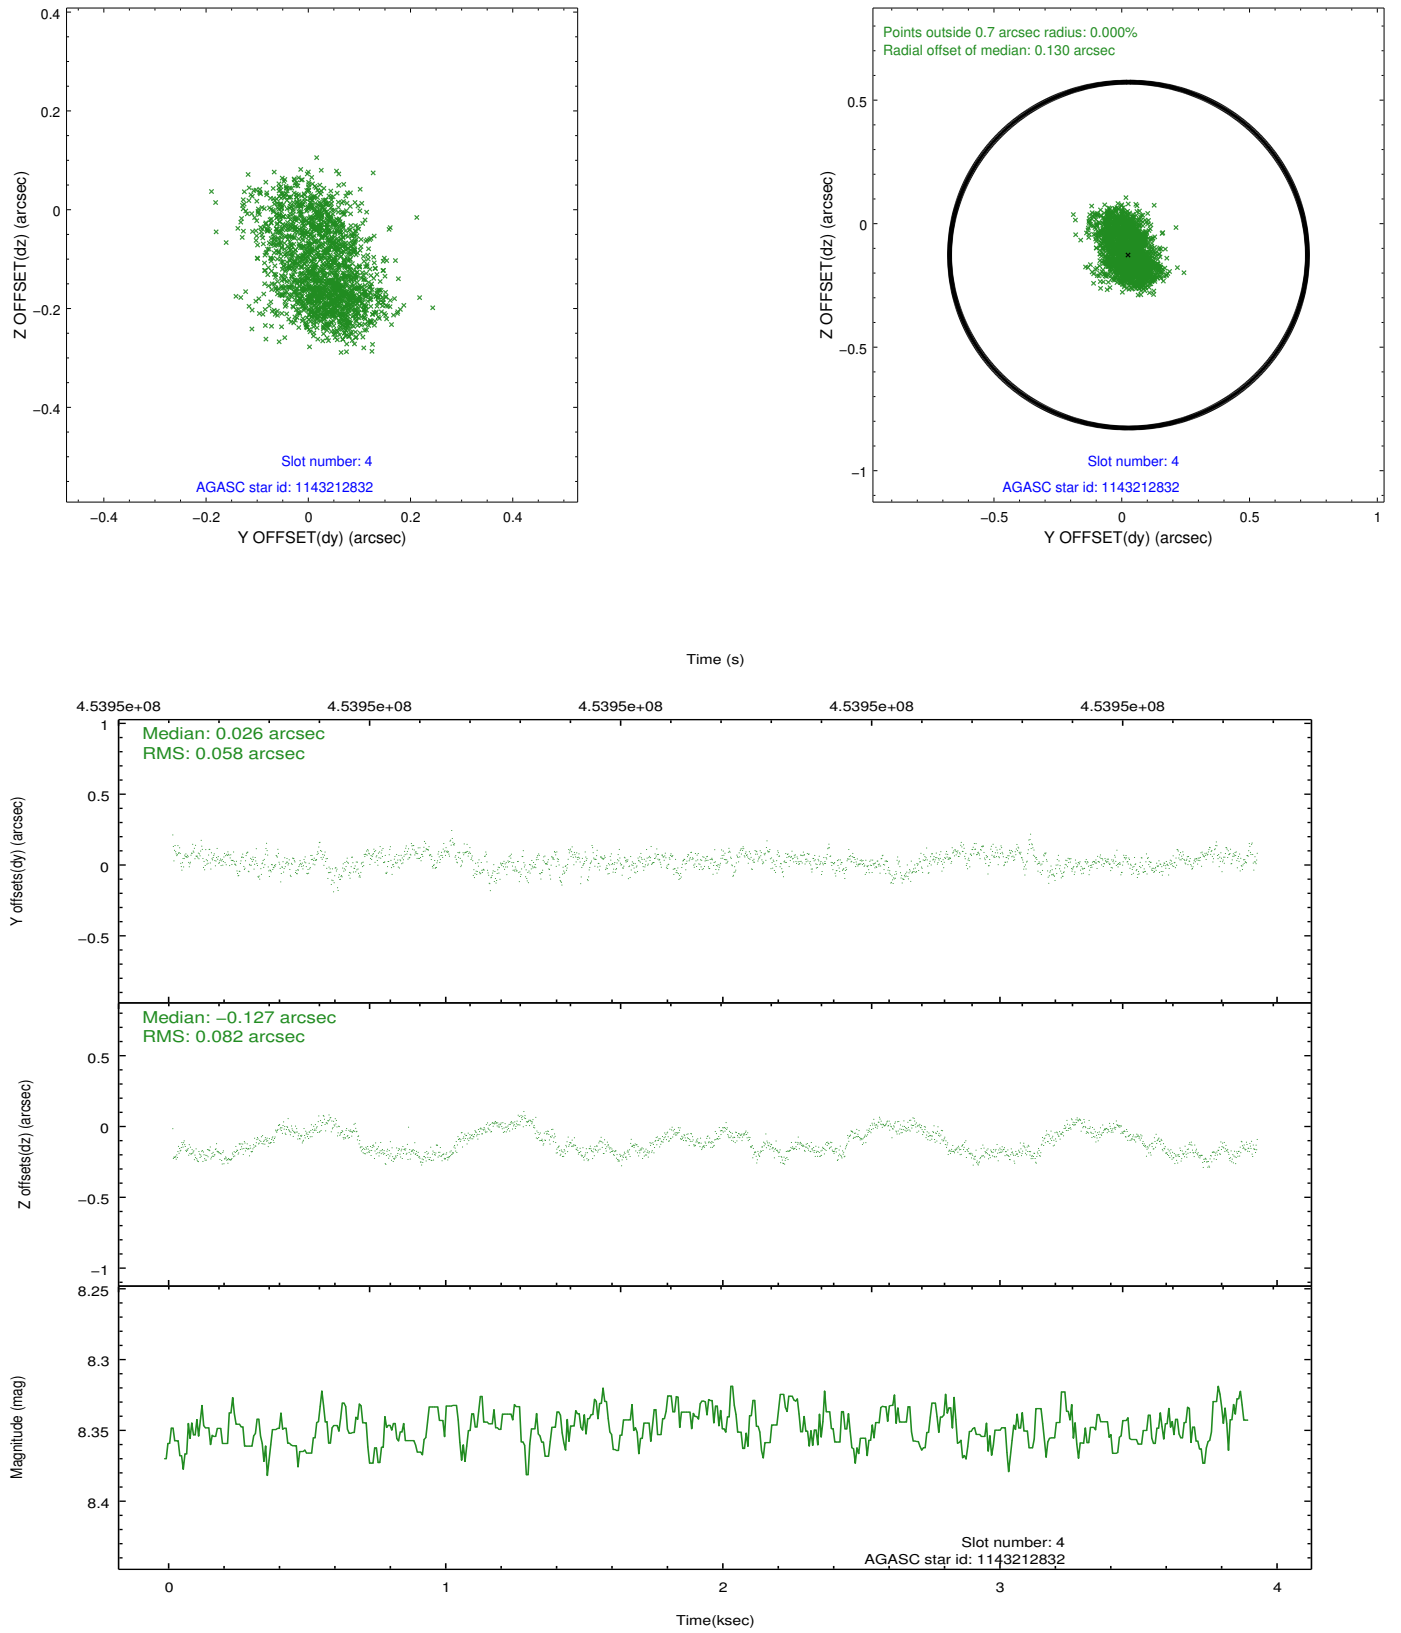 0.4
0.2
0
−0.2
−0.4
−0.4
−0.2
0
0.2
0.4
Z OFFSET(dz) (arcsec)
Y OFFSET(dy) (arcsec)
Slot number: 4
AGASC star id: 1143212832
Points outside 0.7 arcsec radius: 0.000%
Radial offset of median: 0.130 arcsec
0.5
0
−0.5
−1
−0.5
0
0.5
1
Z OFFSET(dz) (arcsec)
Y OFFSET(dy) (arcsec)
Slot number: 4
AGASC star id: 1143212832
Time (s)
4.5395e+08
4.5395e+08
4.5395e+08
4.5395e+08
4.5395e+08
Median: 0.026 arcsec
RMS: 0.058 arcsec
1
0.5
0
−0.5
Y offsets(dy) (arcsec)
Median: −0.127 arcsec
RMS: 0.082 arcsec
0.5
0
−0.5
−1
Z offsets(dz) (arcsec)
8.25
8.3
8.35
8.4
Magnitude (mag)
Slot number: 4
AGASC star id: 1143212832
0
1
2
3
4
Time(ksec)